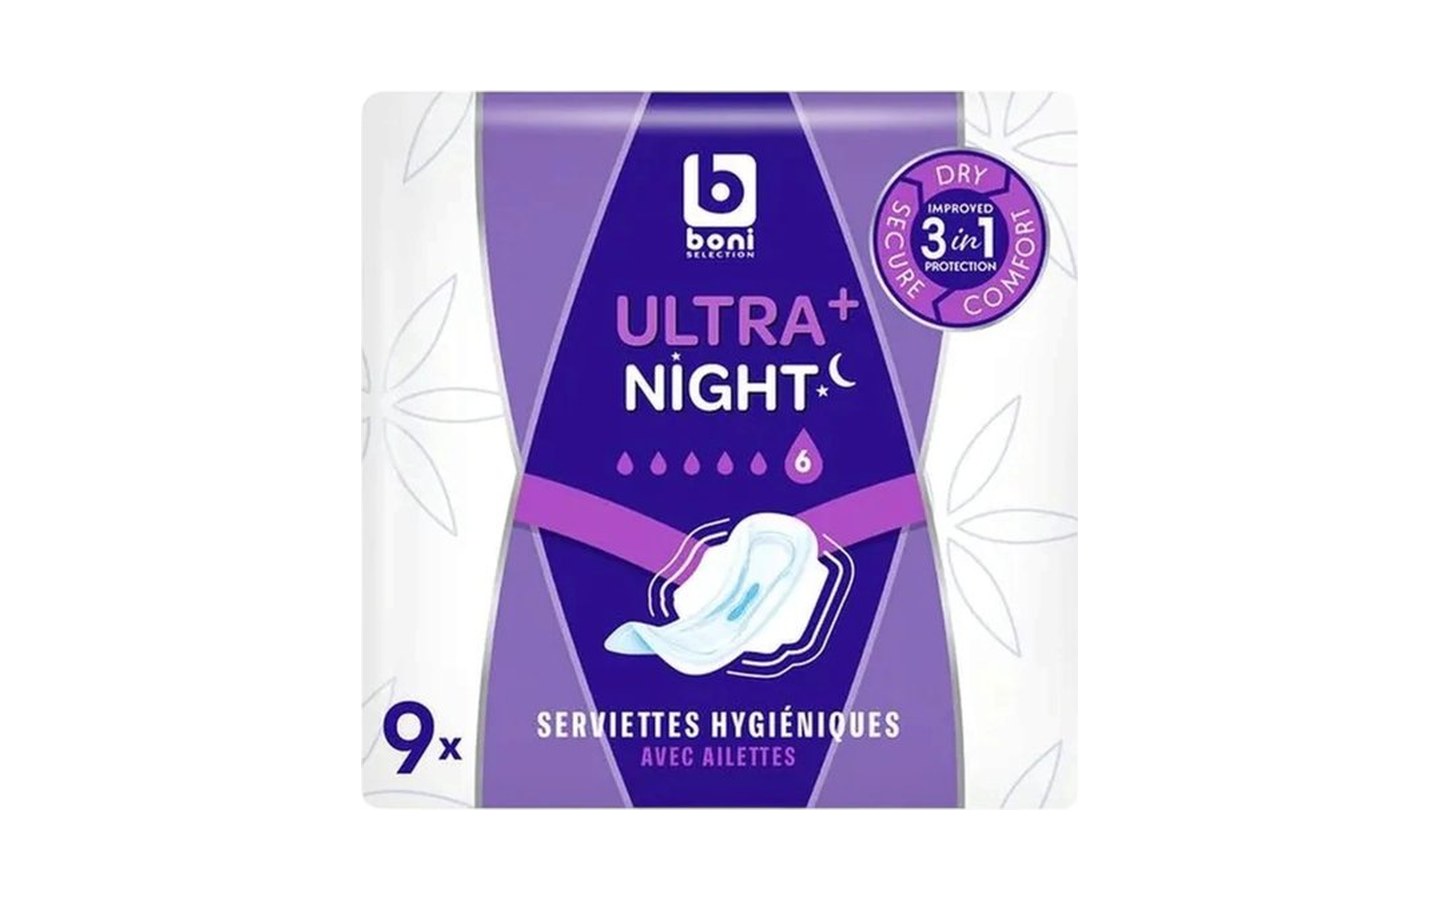 boni
SELECTION
DRY
SECURE
COMFORT
IMPROVED
3 in 1
PROTECTION
ULTRA+
NIGHT
6
SERVIETTES HYGIÉNIQUES
AVEC AILETTES
9x